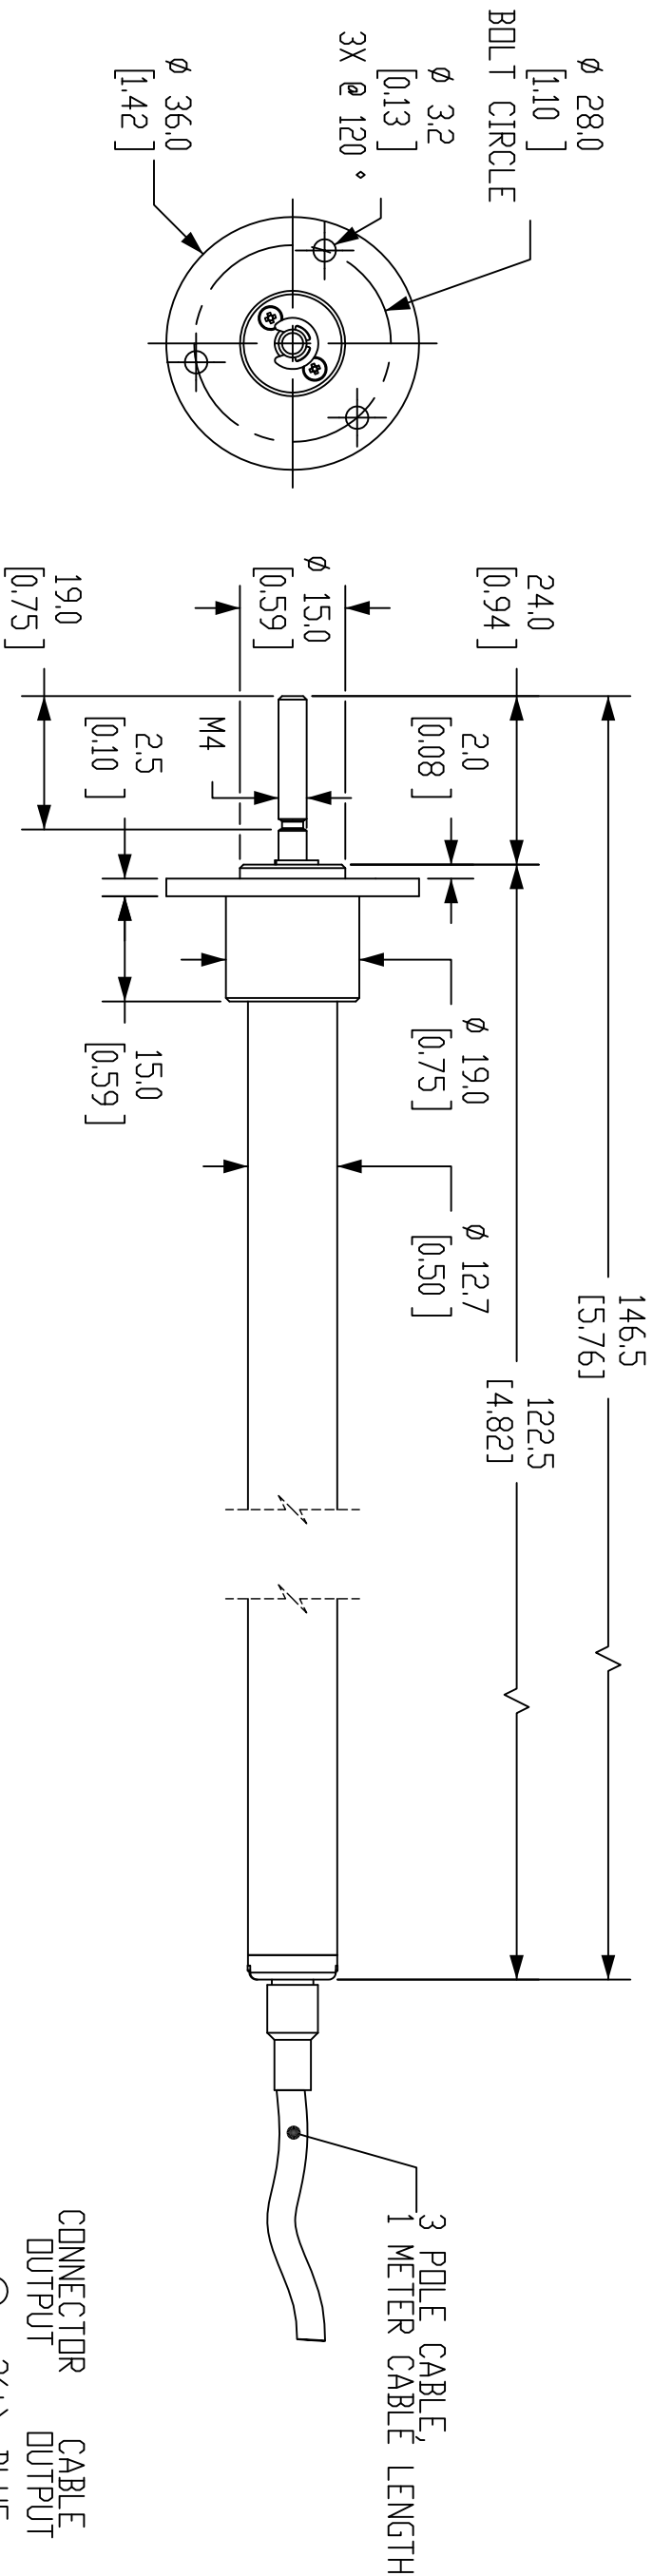 ø 28.0
[1.10]
BOLT CIRCLE
ø 3.2
[0.13]
3X @ 120 °
ø 36.0
[1.42]
24.0
[0.94]
2.0
[0.08]
ø 15.0
[0.59]
M4
19.0
[0.75]
2.5
[0.10]
15.0
[0.59]
ø 19.0
[0.75]
ø 12.7
[0.50]
146.5
[5.76]
122.5
[4.82]
3 POLE CABLE,
1 METER CABLE LENGTH
CONNECTOR CABLE
OUTPUT OUTPUT